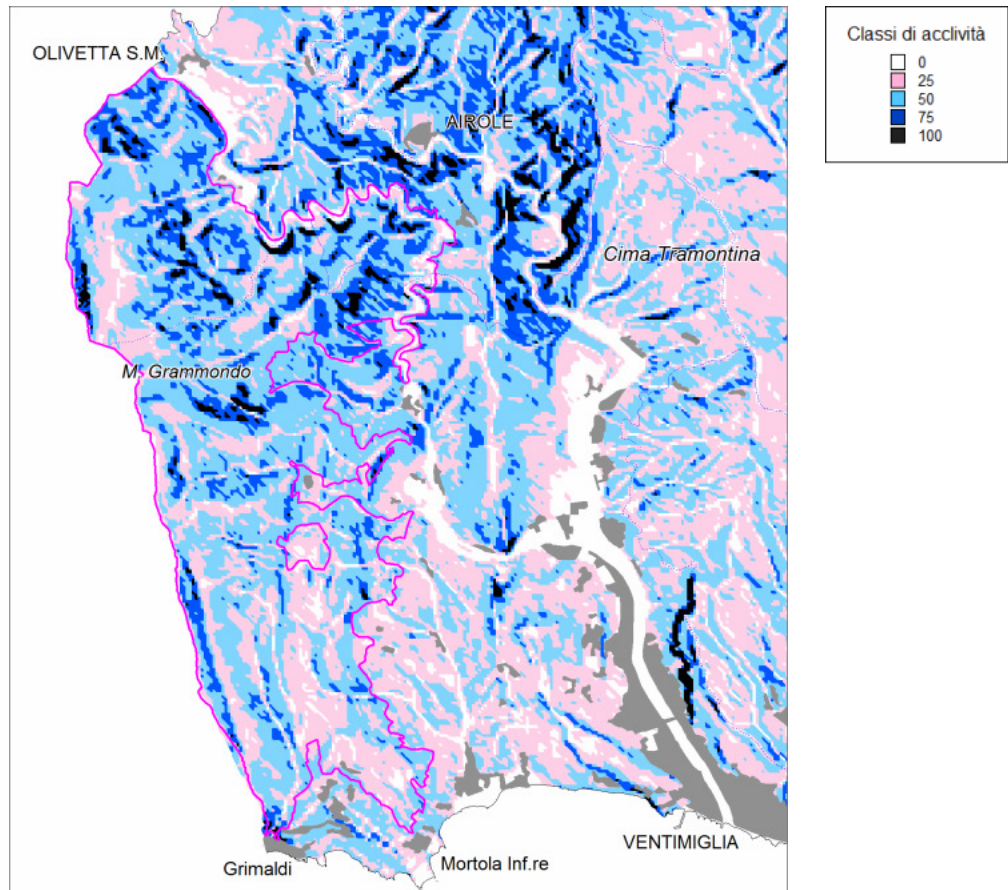 OLIVETTA S.M.
AIROLE
Cima Tramontina
M. Grammondo
VENTIMIGLIA
Grimaldi
Mortola Inf.re
Classi di acclività
0
25
50
75
100